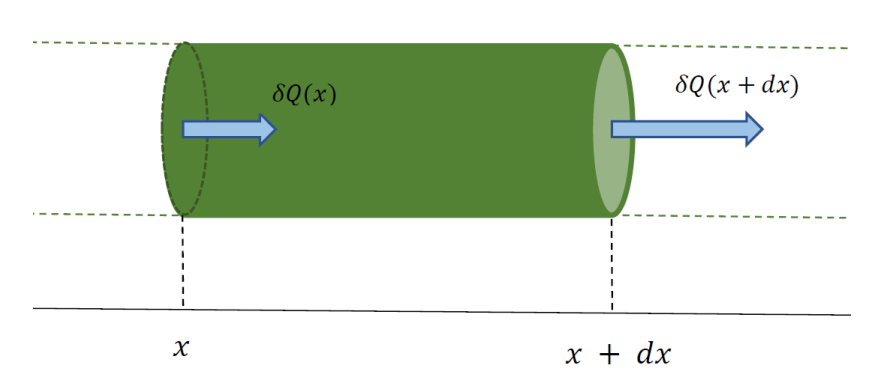 δQ(x)
δQ(x + dx)
x
x + dx